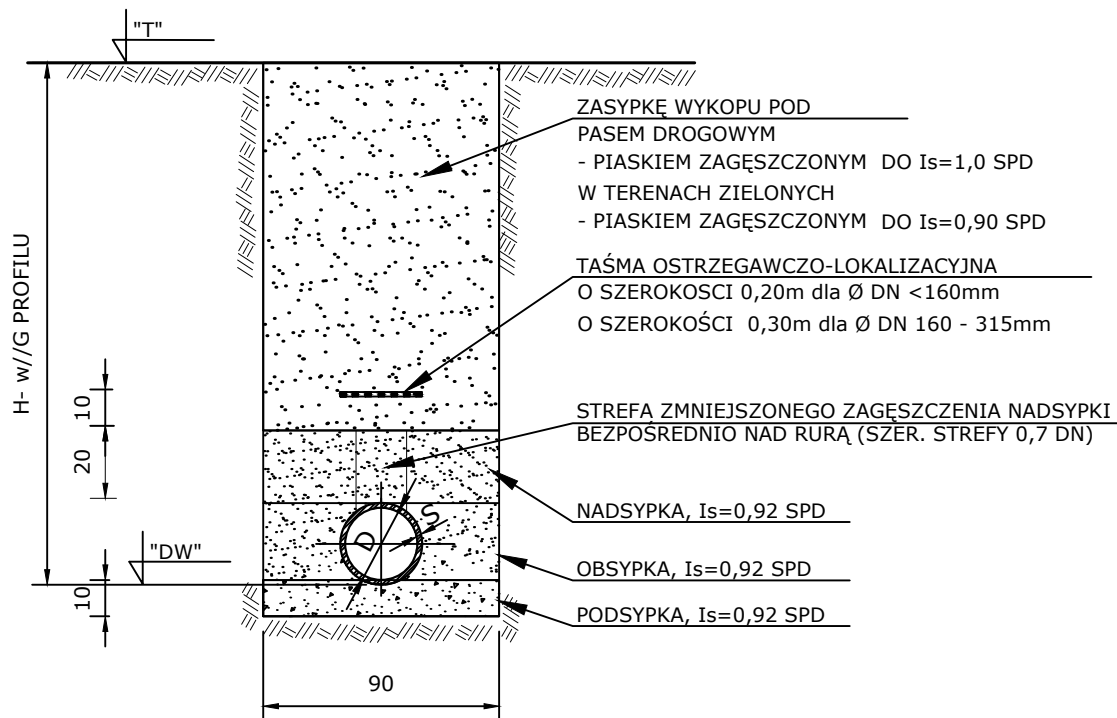 "T"
ZASYPKĘ WYKOPU POD
PASEM DROGOWYM
- PIASKIEM ZAGĘSZCZONYM DO Is=1,0 SPD
W TERENACH ZIELONYCH
- PIASKIEM ZAGĘSZCZONYM DO Is=0,90 SPD
TAŚMA OSTRZEGAWCZO-LOKALIZACYJNA
O SZEROKOSCI 0,20m dla Ø DN <160mm
O SZEROKOŚCI 0,30m dla Ø DN 160 - 315mm
H- w//G PROFILU
10
STREFA ZMNIEJSZONEGO ZAGĘSZCZENIA NADSYPKI
BEZPOŚREDNIO NAD RURĄ (SZER. STREFY 0,7 DN)
20
NADSYPKA, Is=0,92 SPD
S
D
"DW"
OBSYPKA, Is=0,92 SPD
10
PODSYPKA, Is=0,92 SPD
90